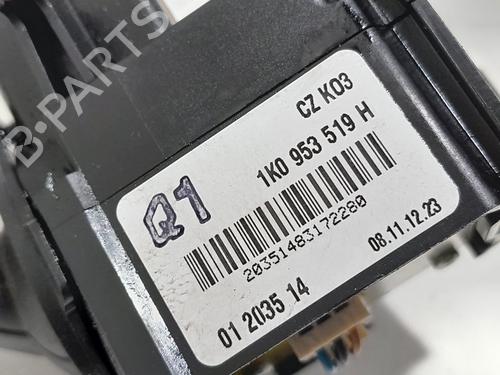 B-PARTS
CZ K03
1K0 953 519 H
Q1
20351483172280
08.11.12.23
01 2035 14